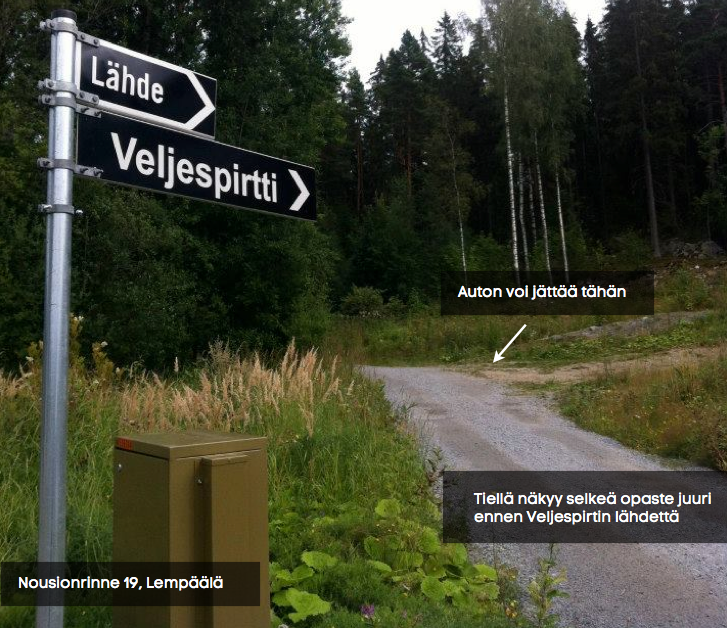 Lähde
Veljespirtti
Auton voi jättää tähän
Tiellä näkyy selkeä opaste juuri
ennen Veljespirtin lähdettä
Nousionrinne 19, Lempäälä